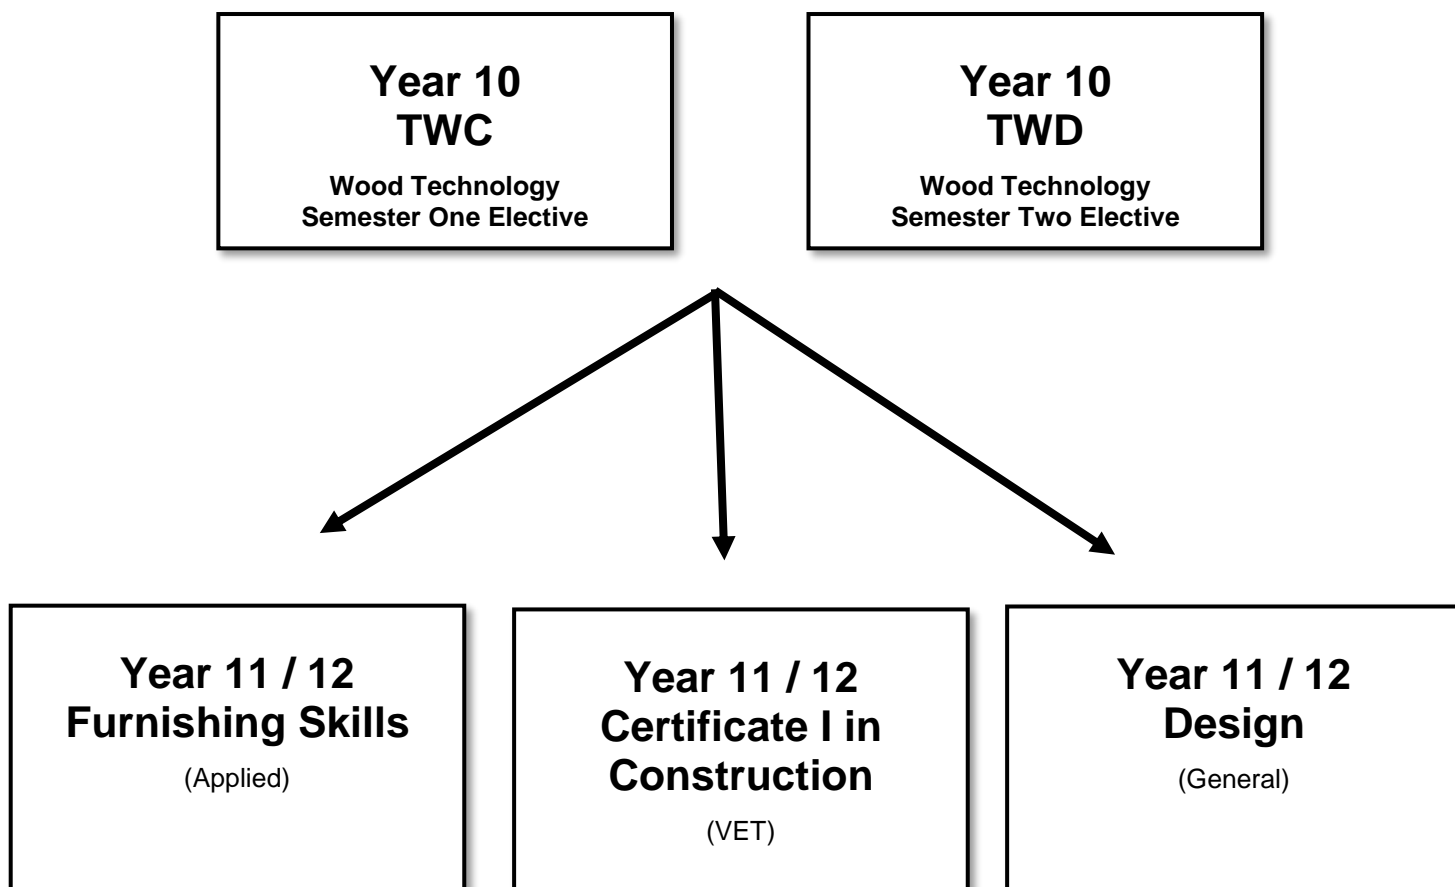 Year 10
TWC
Wood Technology
Semester One Elective
Year 10
TWD
Wood Technology
Semester Two Elective
Year 11 / 12
Furnishing Skills
(Applied)
Year 11 / 12
Certificate I in
Construction
(VET)
Year 11 / 12
Design
(General)